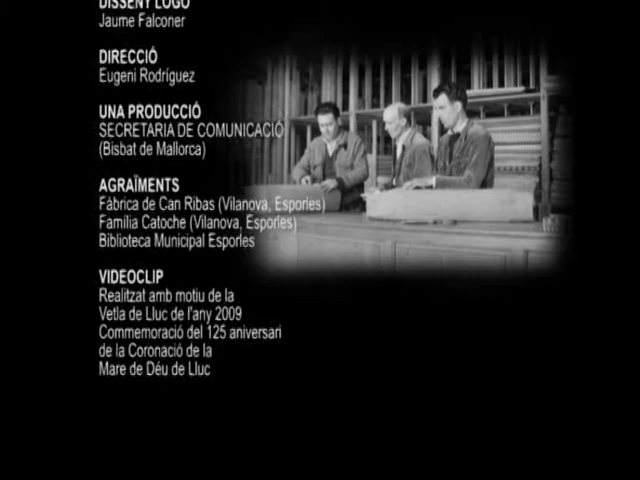 DISSENY LOGO
Jaume Falconer
DIRECCIÓ
Eugeni Rodríguez
UNA PRODUCCIÓ
SECRETARIA DE COMUNICACIÓ
(Bisbat de Mallorca)
AGRAÏMENTS
Fàbrica de Can Ribas (Vilanova, Esporles)
Família Catoche (Vilanova, Esporles)
Biblioteca Municipal Esporles
VIDEOCLIP
Realitzat amb motiu de la
Vetla de Lluc de l'any 2009
Commemoració del 125 aniversari
de la Coronació de la
Mare de Déu de Lluc